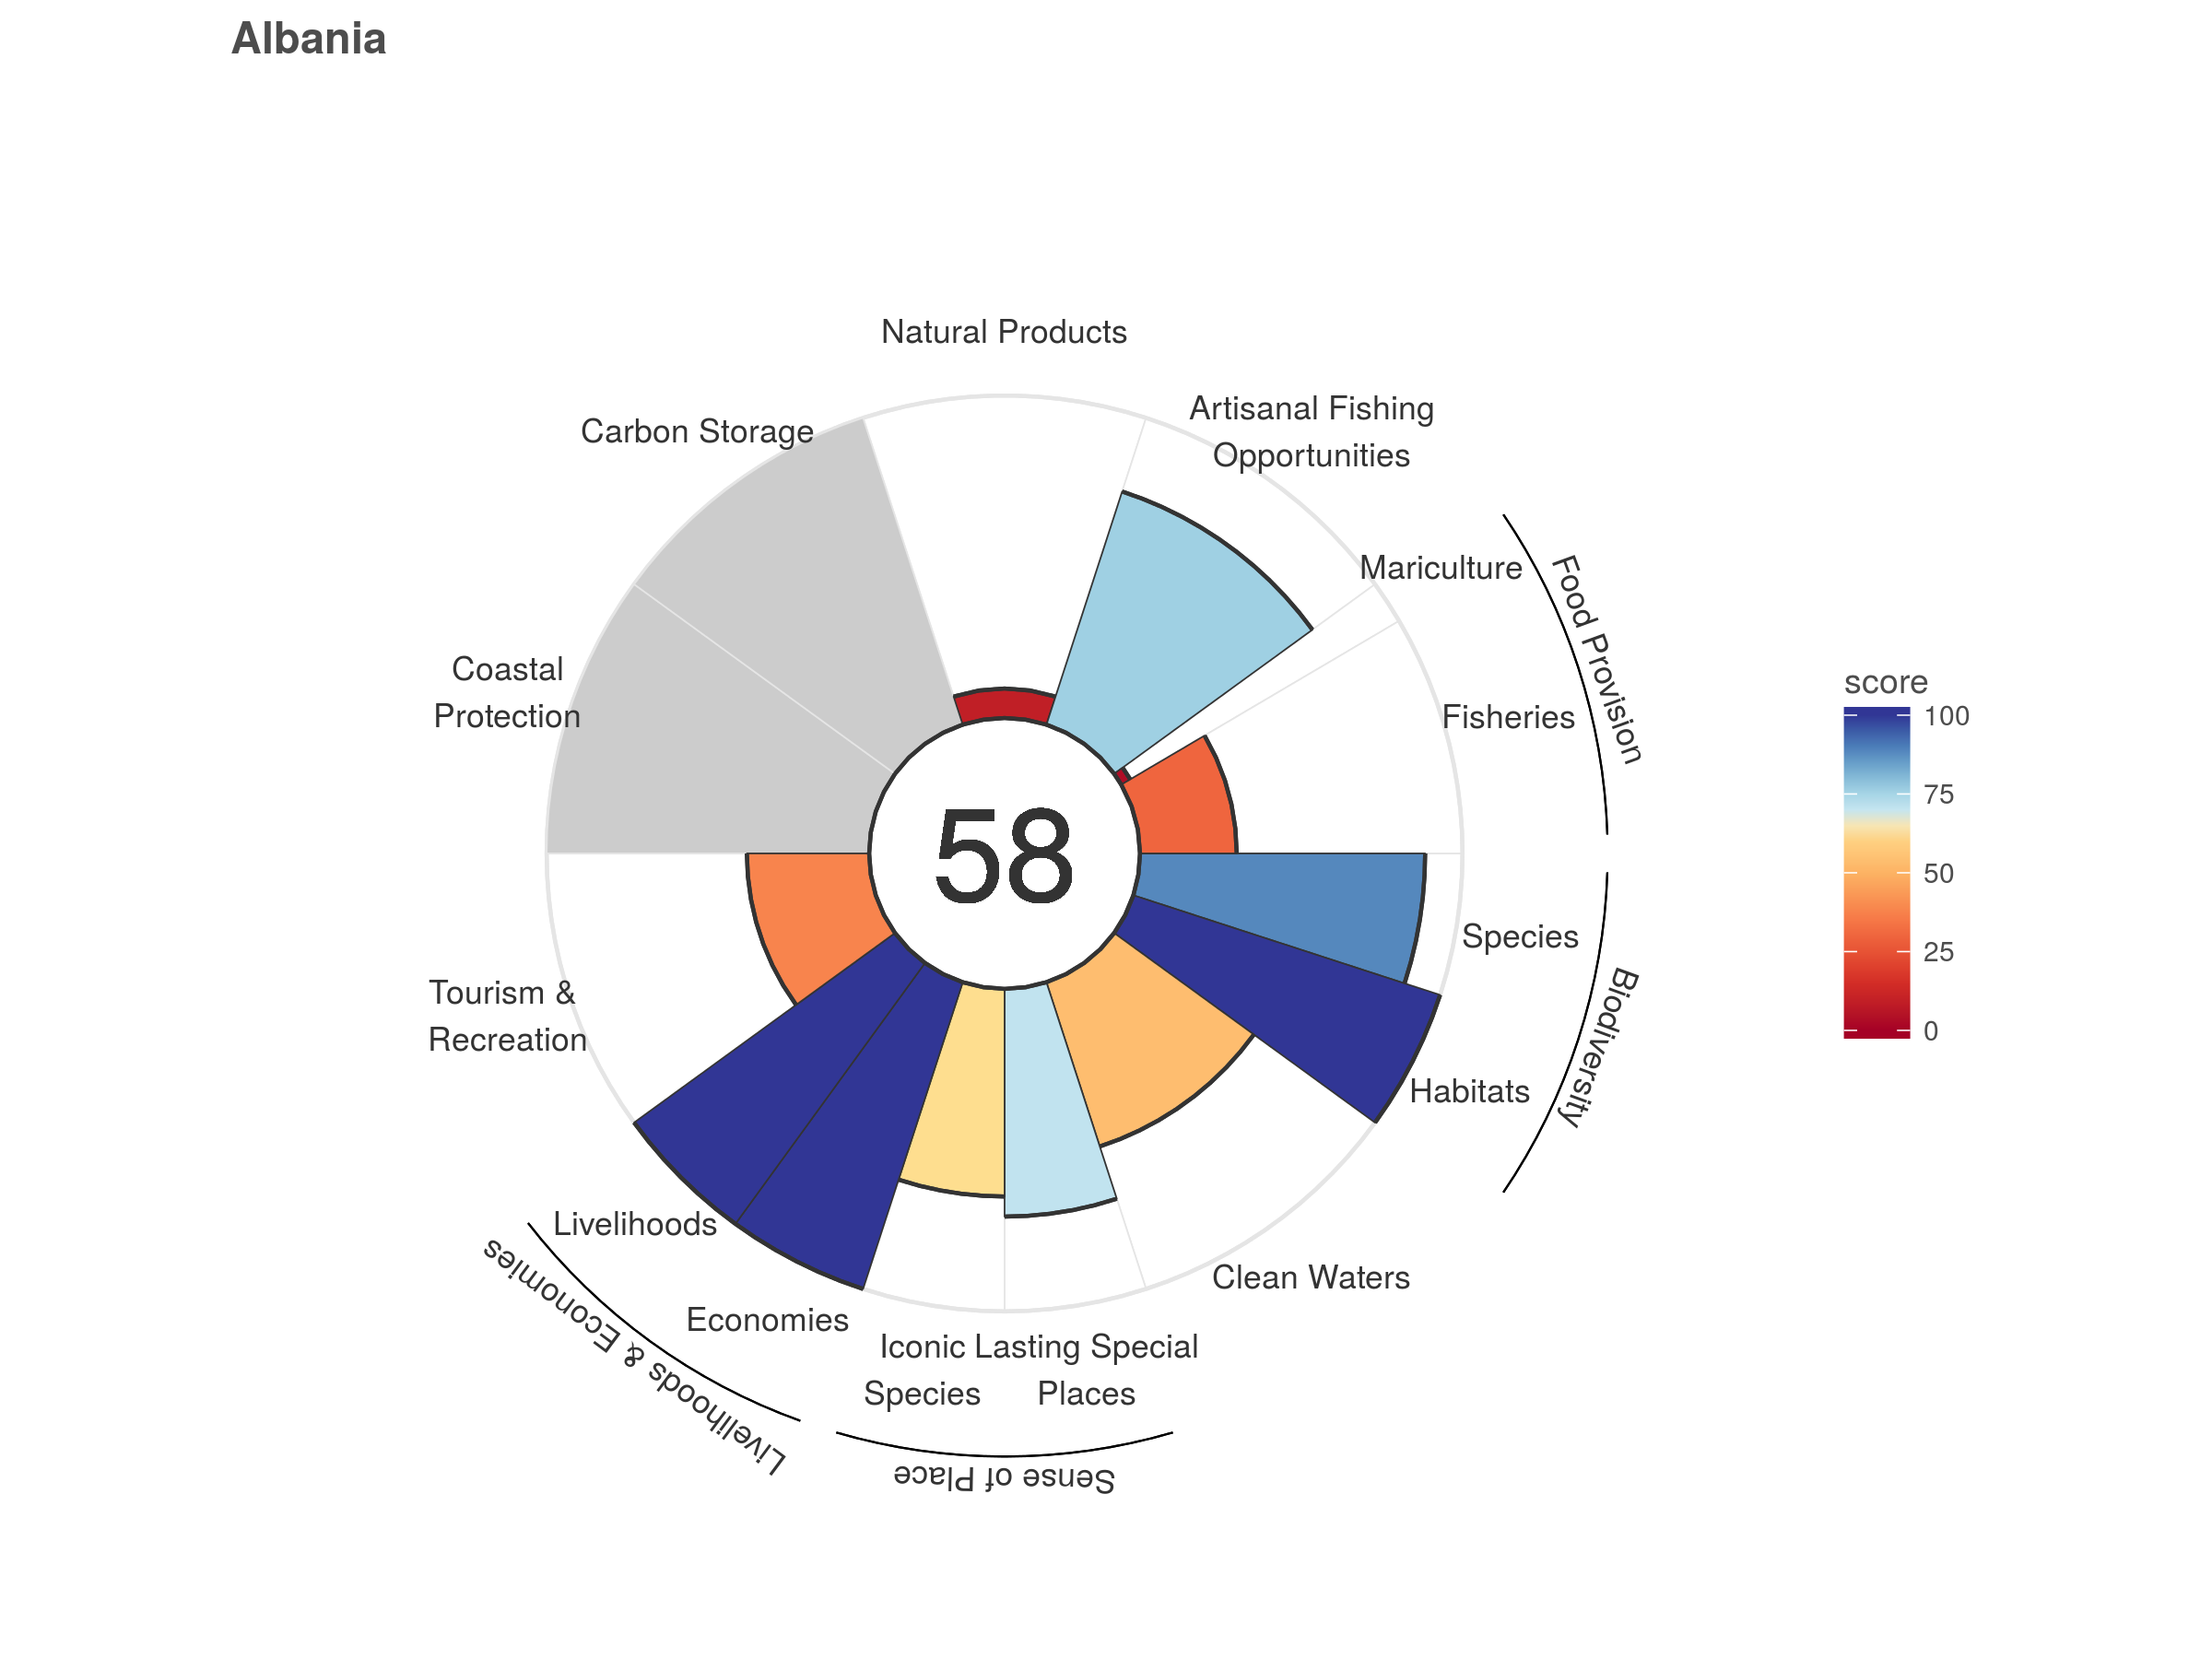 Albania
Natural Products
Artisanal Fishing
Opportunities
Carbon Storage
Mariculture
Food Provision
Coastal
Protection
Fisheries
58
score
100
75
50
25
0
Species
Biodiversity
Tourism &
Recreation
Habitats
Livelihoods
Clean Waters
Economies
Livelihoods & Economies
Iconic
Species
Lasting Special
Places
Sense of Place